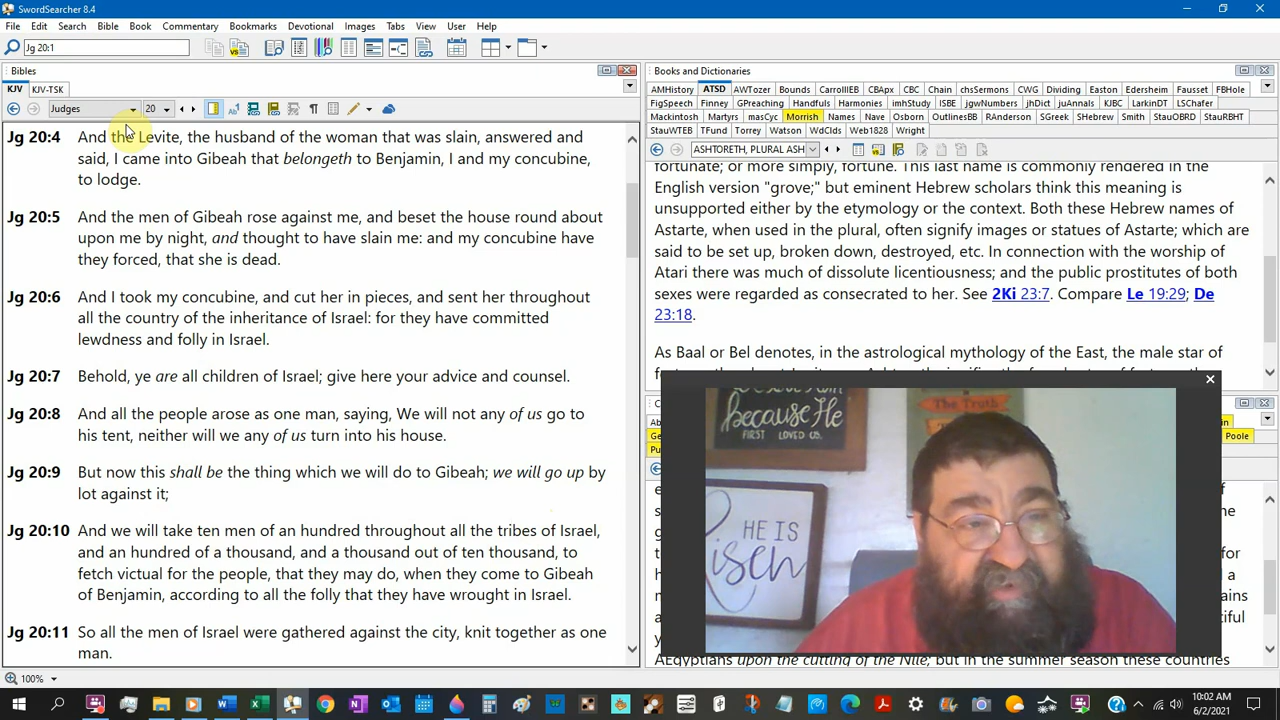 SwordSearcher 8.4
File Edit Search Bible Book Commentary Bookmarks Devotional Images Tabs View User Help
Jg 20:1
Bibles
KJV KJV-TSK
Judges 20
Jg 20:4 And the Levite, the husband of the woman that was slain, answered and
said, I came into Gibeah that belongeth to Benjamin, I and my concubine,
to lodge.
Jg 20:5 And the men of Gibeah rose against me, and beset the house round about
upon me by night, and thought to have slain me: and my concubine have
they forced, that she is dead.
Jg 20:6 And I took my concubine, and cut her in pieces, and sent her throughout
all the country of the inheritance of Israel: for they have committed
lewdness and folly in Israel.
Jg 20:7 Behold, ye are all children of Israel; give here your advice and counsel.
Jg 20:8 And all the people arose as one man, saying, We will not any of us go to
his tent, neither will we any of us turn into his house.
Jg 20:9 But now this shall be the thing which we will do to Gibeah; we will go up by
lot against it;
Jg 20:10 And we will take ten men of an hundred throughout all the tribes of Israel,
and an hundred of a thousand, and a thousand out of ten thousand, to
fetch victual for the people, that they may do, when they come to Gibeah
of Benjamin, according to all the folly that they have wrought in Israel.
Jg 20:11 So all the men of Israel were gathered against the city, knit together as one
man.
100%
Books and Dictionaries
AMHistory ATSD AWTozer Bounds CarrollEB CBApx CBC Chain chsSermons CWG Dividing Easton Edersheim Fausset FBHole
FigSpeech Finney GPreaching Handfuls Harmonies imhStudy ISBE jgwNumbers jhDict juAnnals KJBC LarkinDT LSChafer
Mackintosh Martyrs masCyc Morrish Names Naves Osborn OutlinesBB RAnderson SGreek SHebrew Smith StauOBRD StauRBHT
StauWTEB TFund Torrey Watson WdClds Web1828 Wright
ASHTORETH, PLURAL ASH
fortunate; or more simply, fortune. This last name is commonly rendered in the
English version "grove;" but eminent Hebrew scholars think this meaning is
unsupported either by the etymology or the context. Both these Hebrew names of
Astarte, when used in the plural, often signify images or statues of Astarte; which are
said to be set up, broken down, destroyed, etc. In connection with the worship of
Atari there was much of dissolute licentiousness; and the public prostitutes of both
sexes were regarded as consecrated to her. See 2Ki 23:7. Compare Le 19:29; De
23:18.
As Baal or Bel denotes, in the astrological mythology of the East, the male star of
Poole
because He
FIRST LOVED US.
The Truth
HE IS
Risen
AEgyptians upon the cutting of the Nile, but in the summer season these countries
10:02 AM
6/2/2021